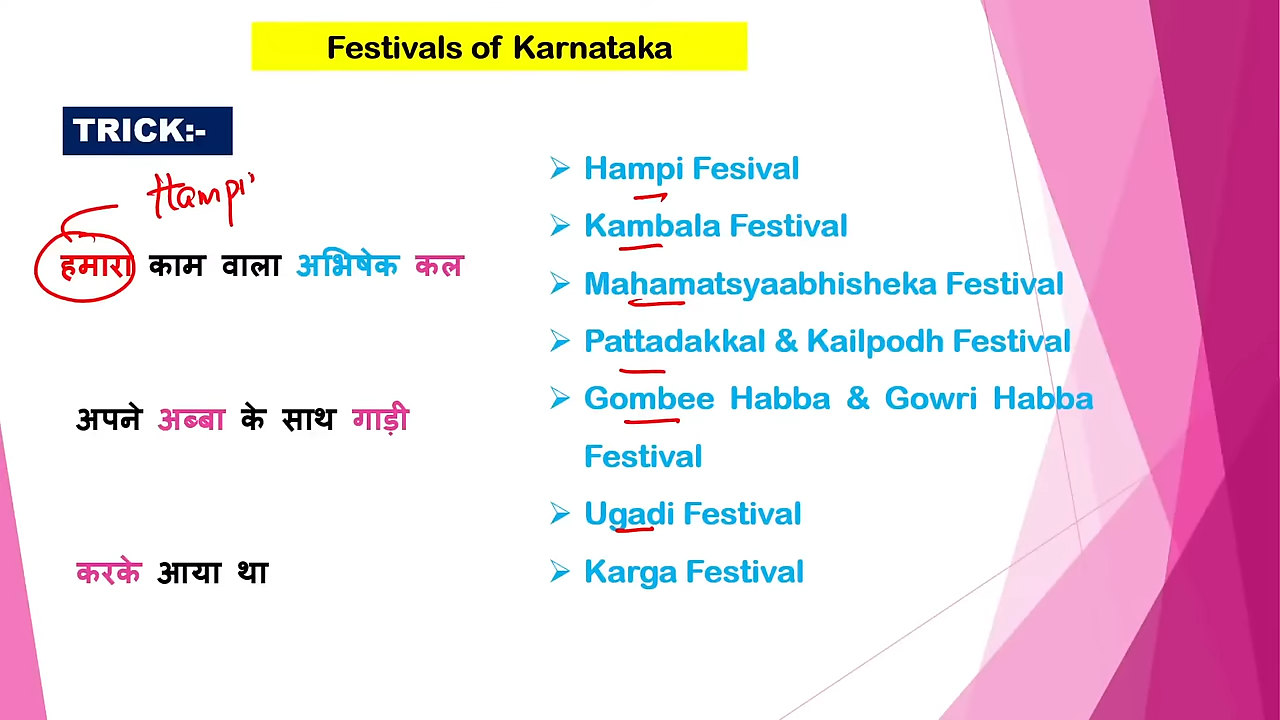 Festivals of Karnataka
TRICK:-
Hampi
हमारा काम वाला अभिषेक कल
अपने अब्बा के साथ गाड़ी
करके आया था
➢ Hampi Fesival
➢ Kambala Festival
➢ Mahamatsyaabhisheka Festival
➢ Pattadakkal & Kailpodh Festival
➢ Gombee Habba & Gowri Habba
Festival
➢ Ugadi Festival
➢ Karga Festival